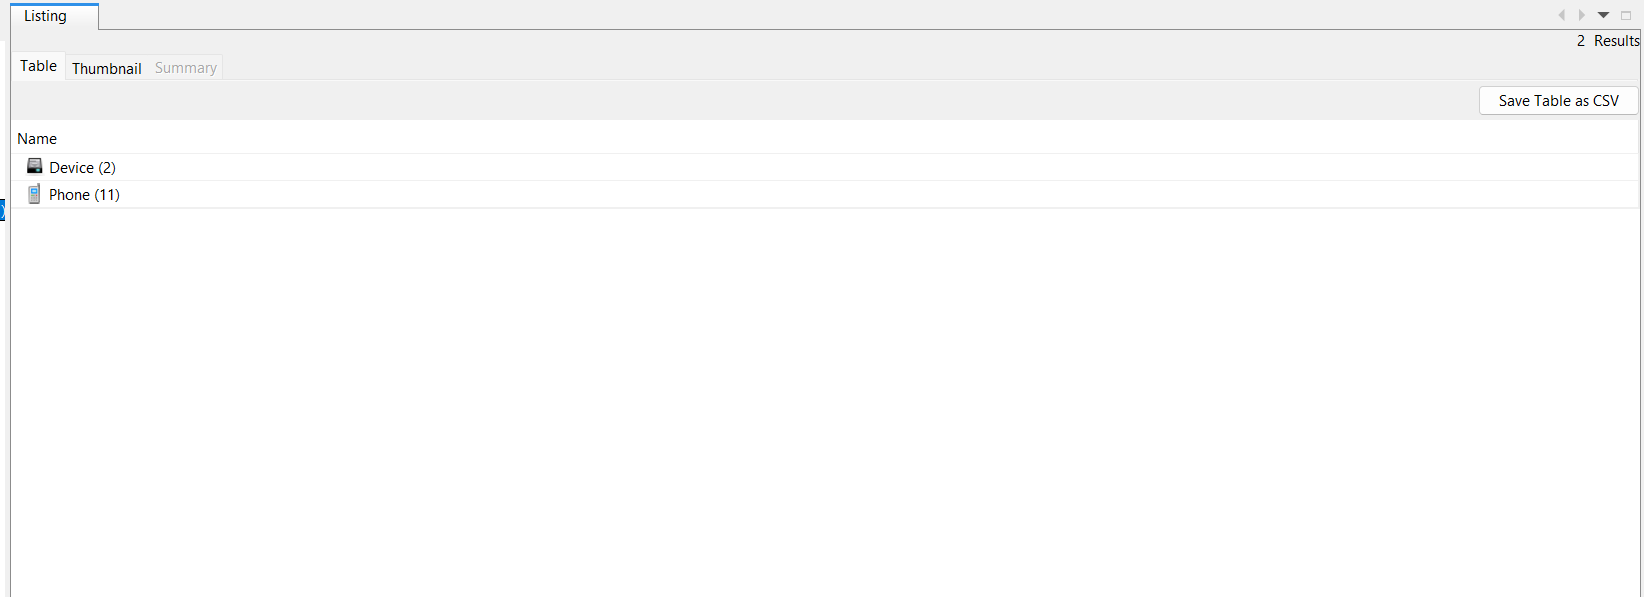 Listing
2 Results
Table Thumbnail Summary
Save Table as CSV
Name
Device (2)
Phone (11)
)